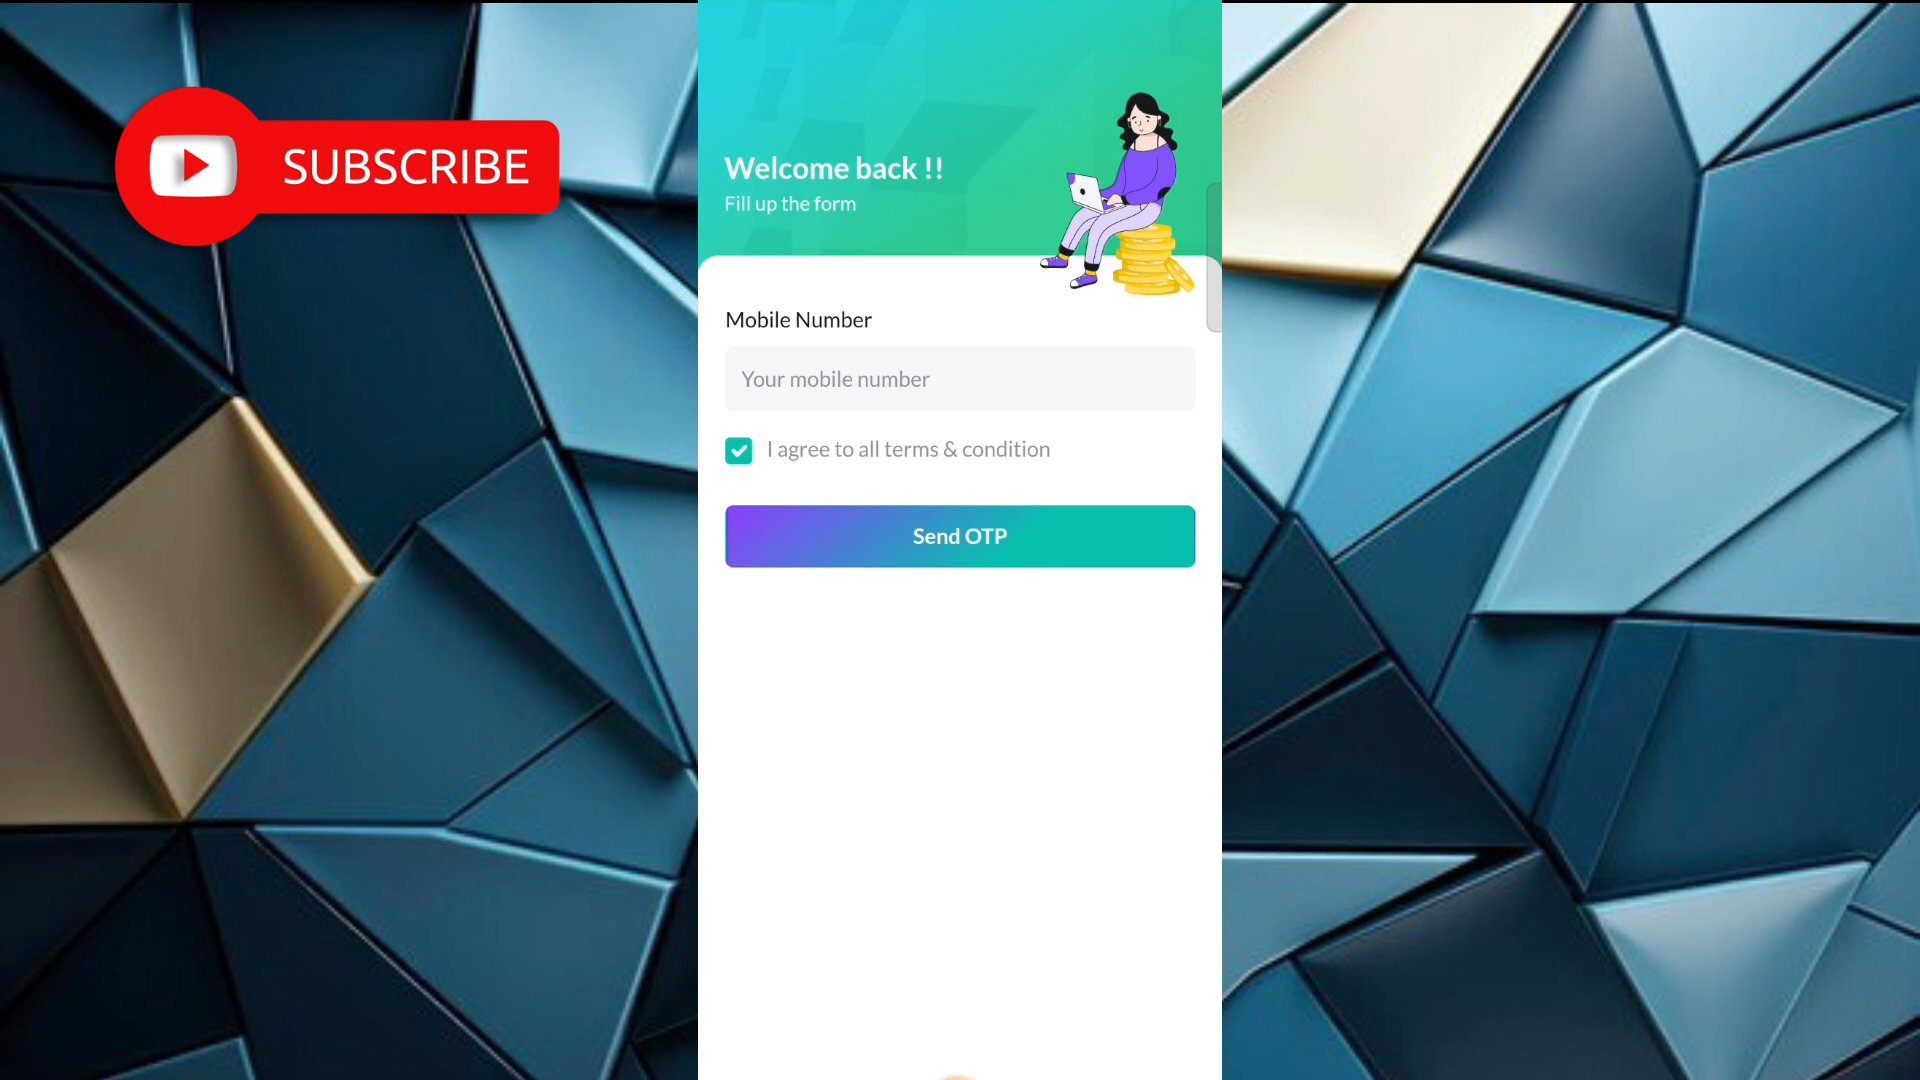 SUBSCRIBE
Welcome back !!
Fill up the form
Mobile Number
Your mobile number
I agree to all terms & condition
Send OTP